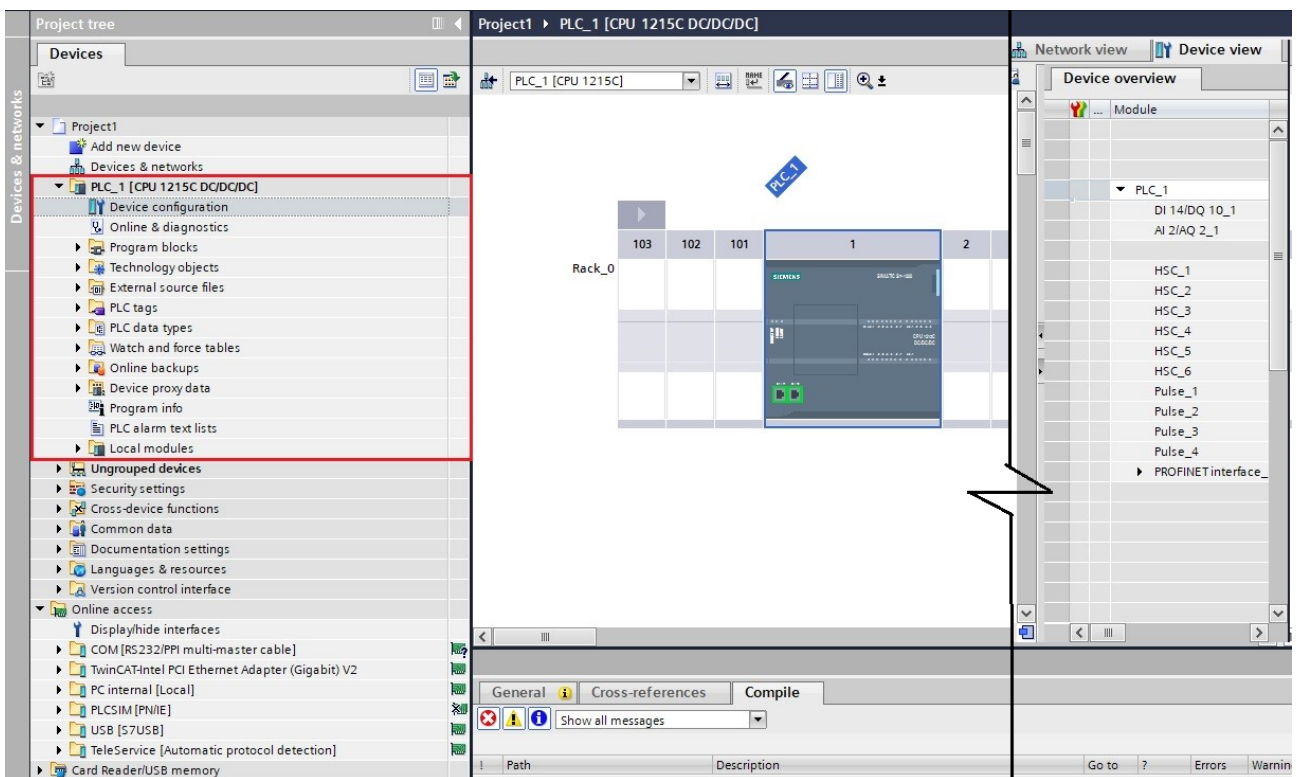 Project tree
Devices
Devices & networks
Project1
Add new device
Devices & networks
PLC_1 [CPU 1215C DC/DC/DC]
Device configuration
Online & diagnostics
Program blocks
Technology objects
External source files
PLC tags
PLC data types
Watch and force tables
Online backups
Device proxy data
Program info
PLC alarm text lists
Local modules
Ungrouped devices
Security settings
Cross-device functions
Common data
Documentation settings
Languages & resources
Version control interface
Online access
Display/hide interfaces
COM [RS232/PPI multi-master cable]
TwinCAT-Intel PCI Ethernet Adapter (Gigabit) V2
PC internal [Local]
PLCSIM [PN/IE]
USB [S7USB]
TeleService [Automatic protocol detection]
Card Reader/USB memory
Project1 PLC_1 [CPU 1215C DC/DC/DC]
Network view Device view
PLC_1 [CPU 1215C]
PLC_1
103 102 101 1 2
Rack_0
SIEMENS
Device overview
... Module
PLC_1
DI 14/DQ 10_1
AI 2/AQ 2_1
HSC_1
HSC_2
HSC_3
HSC_4
HSC_5
HSC_6
Pulse_1
Pulse_2
Pulse_3
Pulse_4
PROFINET interface_
General Cross-references Compile
Show all messages
! Path Description Go to ? Errors Warnin